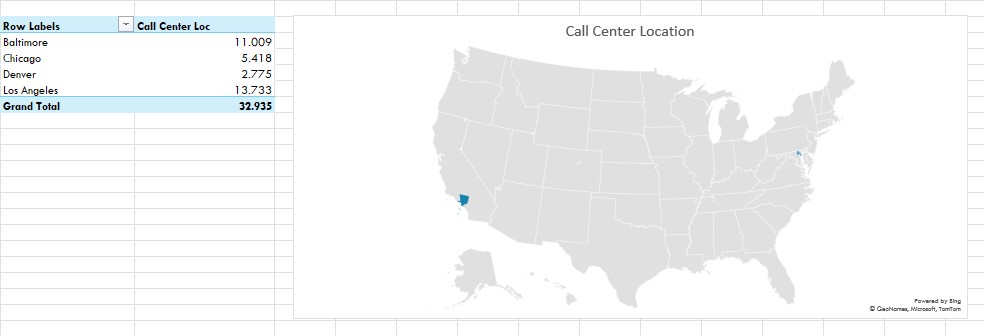 Row Labels Call Center Loc
Baltimore 11.009
Chicago 5.418
Denver 2.775
Los Angeles 13.733
Grand Total 32.935
Call Center Location
Powered by Bing
© GeoNames, Microsoft, TomTom